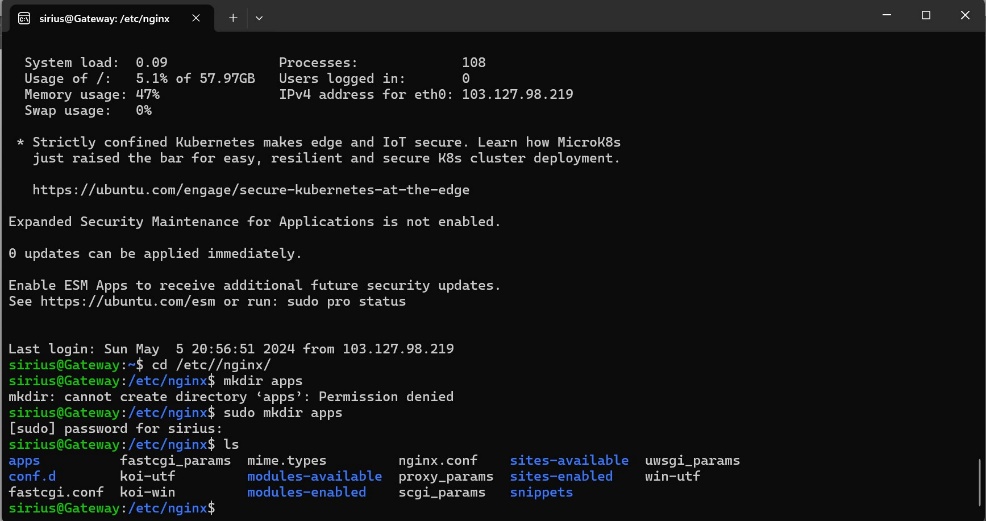 sirius@Gateway: /etc/nginx
System load: 0.09 Processes: 108
Usage of /: 5.1% of 57.97GB Users logged in: 0
Memory usage: 47% IPv4 address for eth0: 103.127.98.219
Swap usage: 0%
* Strictly confined Kubernetes makes edge and IoT secure. Learn how MicroK8s
just raised the bar for easy, resilient and secure K8s cluster deployment.
https://ubuntu.com/engage/secure-kubernetes-at-the-edge
Expanded Security Maintenance for Applications is not enabled.
0 updates can be applied immediately.
Enable ESM Apps to receive additional future security updates.
See https://ubuntu.com/esm or run: sudo pro status
Last login: Sun May  5 20:56:51 2024 from 103.127.98.219
sirius@Gateway:~$ cd /etc//nginx/
sirius@Gateway:/etc/nginx$ mkdir apps
mkdir: cannot create directory ‘apps’: Permission denied
sirius@Gateway:/etc/nginx$ sudo mkdir apps
[sudo] password for sirius:
sirius@Gateway:/etc/nginx$ ls
apps fastcgi_params mime.types nginx.conf sites-available uwsgi_params
conf.d koi-utf modules-available proxy_params sites-enabled win-utf
fastcgi.conf koi-win modules-enabled scgi_params snippets
sirius@Gateway:/etc/nginx$